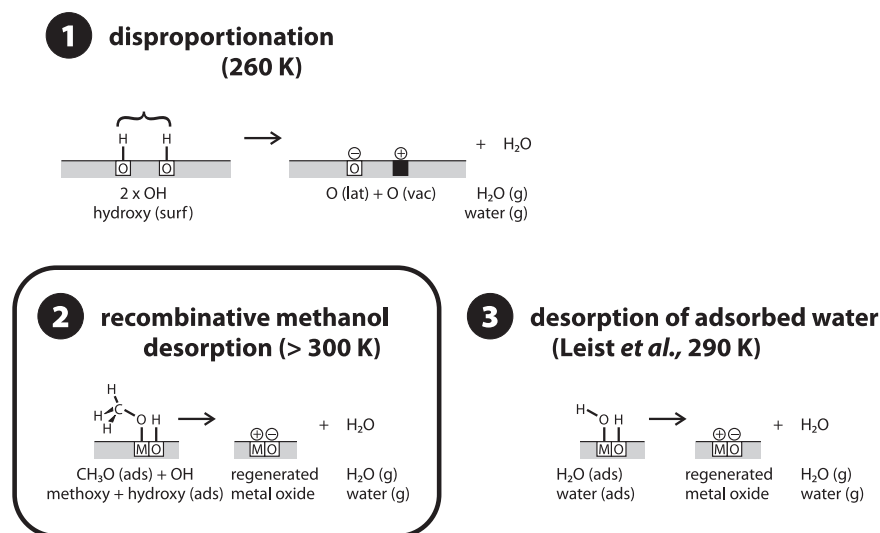 1 disproportionation
(260 K)
H H
O O
2 x OH
hydroxy (surf)
⊖ ⊕
O
O (lat) + O (vac)
+ H₂O
H₂O (g)
water (g)
2 recombinative methanol
desorption (> 300 K)
H
H C
H
O H
M O
CH₃O (ads) + OH
methoxy + hydroxy (ads)
⊕⊖
M O
regenerated
metal oxide
+ H₂O
H₂O (g)
water (g)
3 desorption of adsorbed water
(Leist et al., 290 K)
H
O H
M O
H₂O (ads)
water (ads)
⊕⊖
M O
regenerated
metal oxide
+ H₂O
H₂O (g)
water (g)